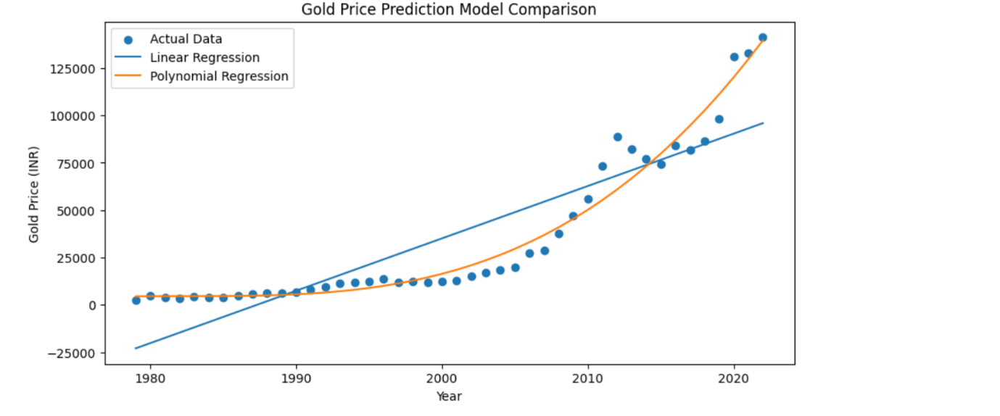 Gold Price Prediction Model Comparison
Actual Data
Linear Regression
Polynomial Regression
Gold Price (INR)
125000
100000
75000
50000
25000
0
−25000
1980 1990 2000 2010 2020
Year